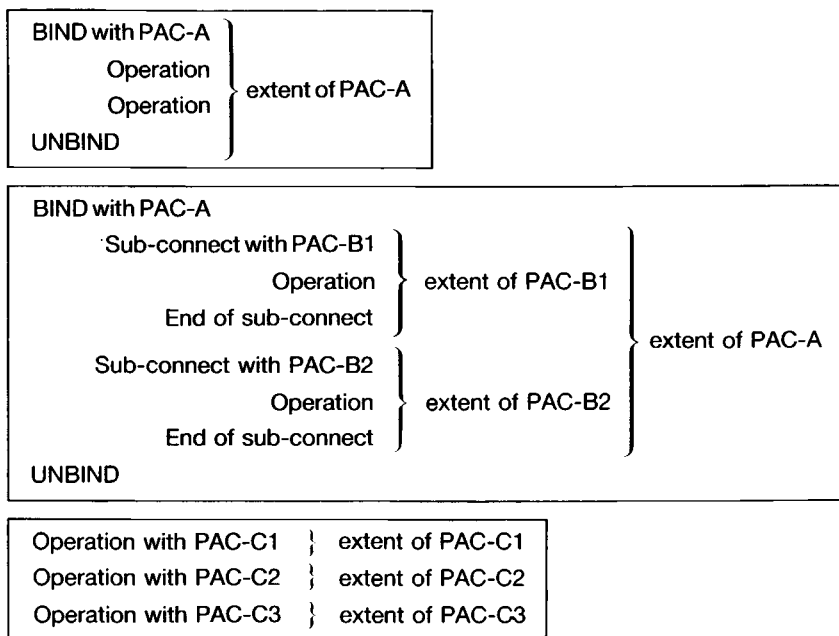 BIND with PAC-A
Operation
Operation
UNBIND
extent of PAC-A
BIND with PAC-A
Sub-connect with PAC-B1
Operation
End of sub-connect
extent of PAC-B1
Sub-connect with PAC-B2
Operation
End of sub-connect
extent of PAC-B2
extent of PAC-A
UNBIND
Operation with PAC-C1 } extent of PAC-C1
Operation with PAC-C2 } extent of PAC-C2
Operation with PAC-C3 } extent of PAC-C3